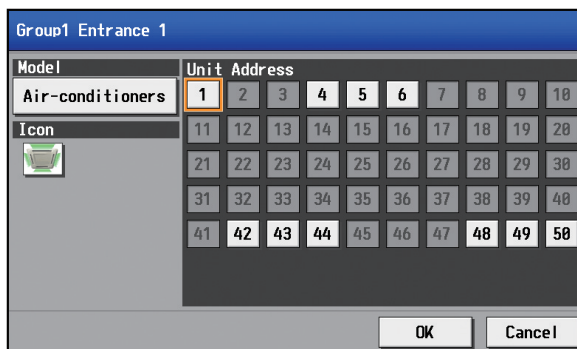 Group1 Entrance 1
Model
Air-conditioners
Icon
Unit Address
1 2 3 4 5 6 7 8 9 10
11 12 13 14 15 16 17 18 19 20
21 22 23 24 25 26 27 28 29 30
31 32 33 34 35 36 37 38 39 40
41 42 43 44 45 46 47 48 49 50
OK Cancel